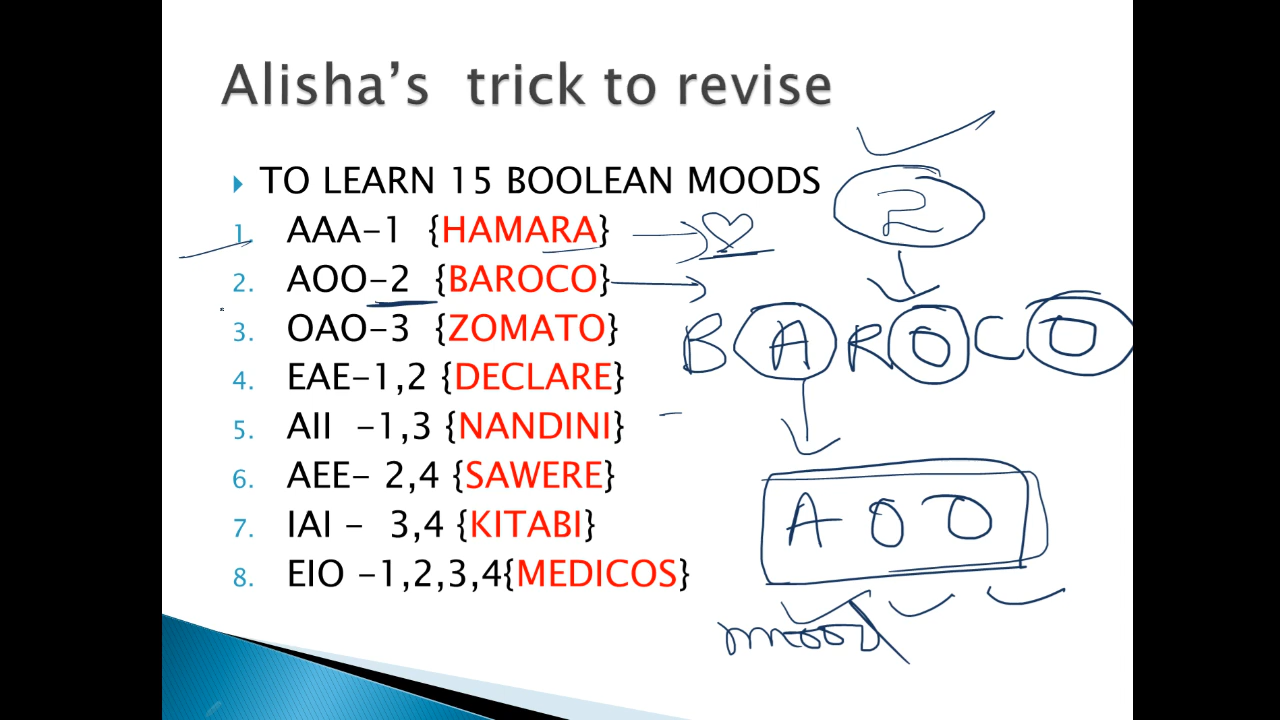 Alisha's trick to revise
TO LEARN 15 BOOLEAN MOODS
1. AAA-1 {HAMARA}
2. AOO-2 {BAROCO}
3. OAO-3 {ZOMATO}
4. EAE-1,2 {DECLARE}
5. AII -1,3 {NANDINI}
6. AEE- 2,4 {SAWERE}
7. IAI - 3,4 {KITABI}
8. EIO -1,2,3,4{MEDICOS}
2
BAROCO
AOO
mood